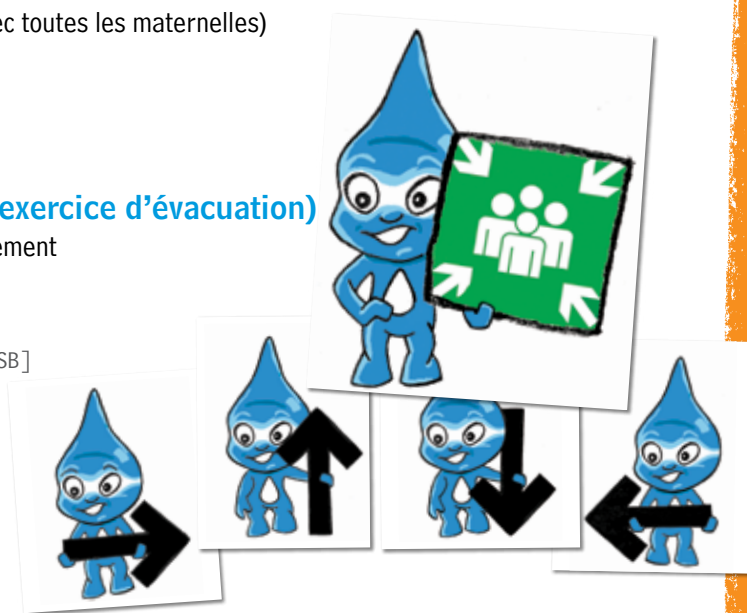 ec toutes les maternelles)
exercice d’évacuation)
ement
SB]